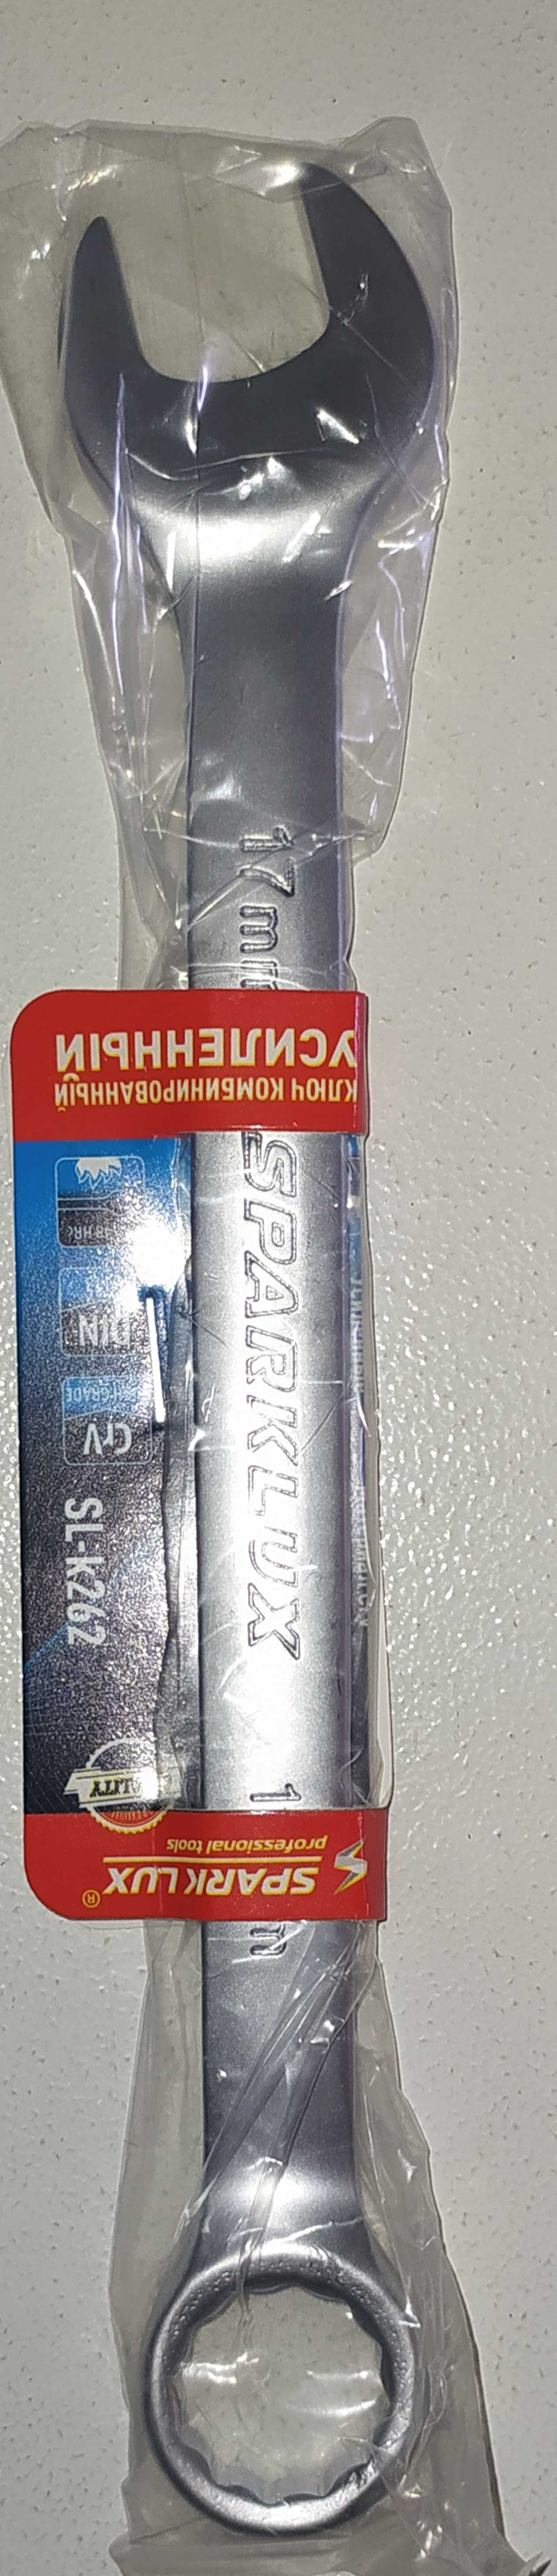 17 mm
УСИЛЕННЫЙ
КЛЮЧ КОМБИНИРОВАННЫЙ
SPARKLUX
DIN
CrV
SL-K262
professional tools
SPARK LUX®